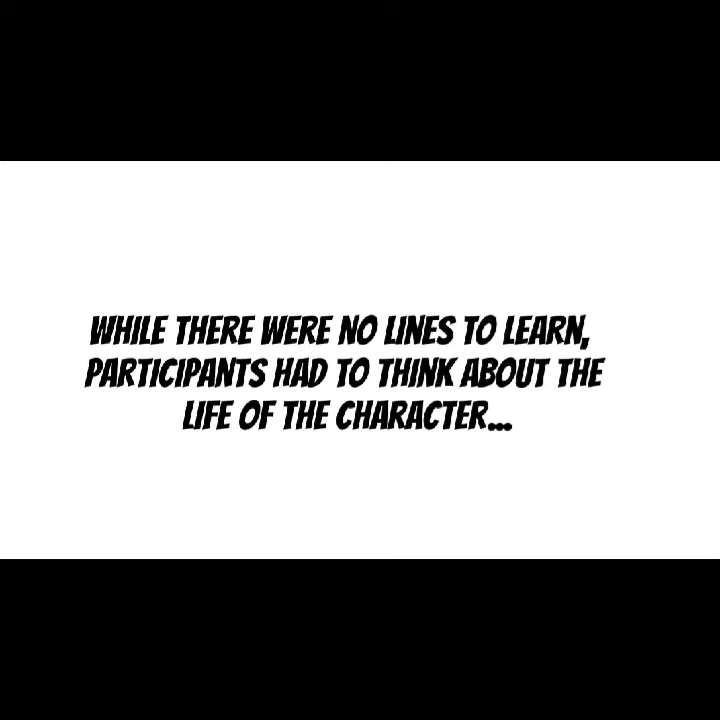 WHILE THERE WERE NO LINES TO LEARN,
PARTICIPANTS HAD TO THINK ABOUT THE
LIFE OF THE CHARACTER...